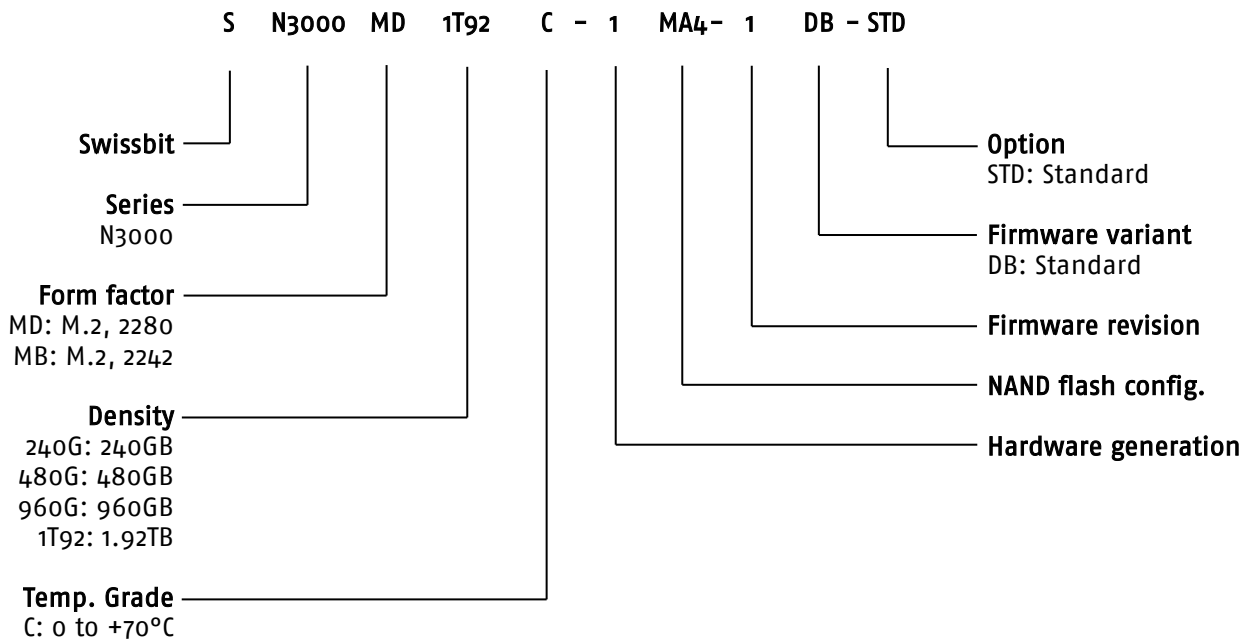 S N3000 MD 1T92 C - 1 MA4- 1 DB - STD
Swissbit
Series
N3000
Form factor
MD: M.2, 2280
MB: M.2, 2242
Density
240G: 240GB
480G: 480GB
960G: 960GB
1T92: 1.92TB
Temp. Grade
C: 0 to +70°C
Option
STD: Standard
Firmware variant
DB: Standard
Firmware revision
NAND flash config.
Hardware generation